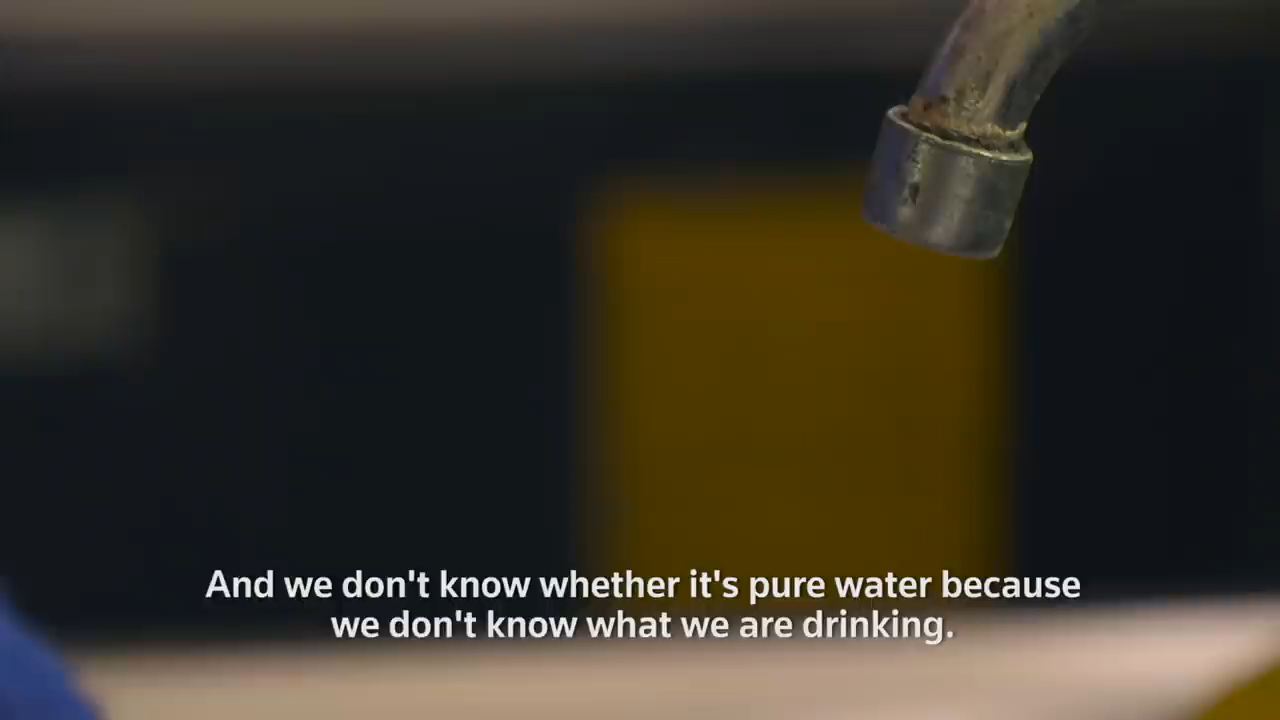 And we don't know whether it's pure water because
we don't know what we are drinking.